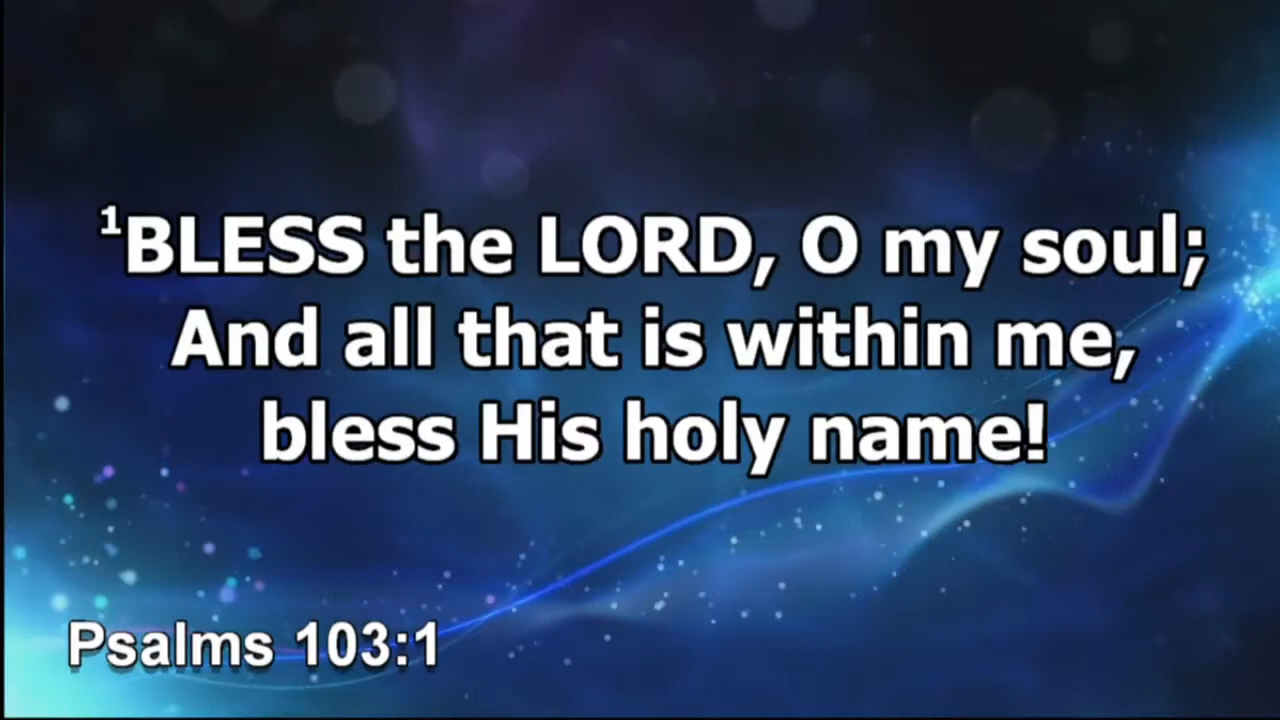 ¹BLESS the LORD, O my soul;
And all that is within me,
bless His holy name!
Psalms 103:1